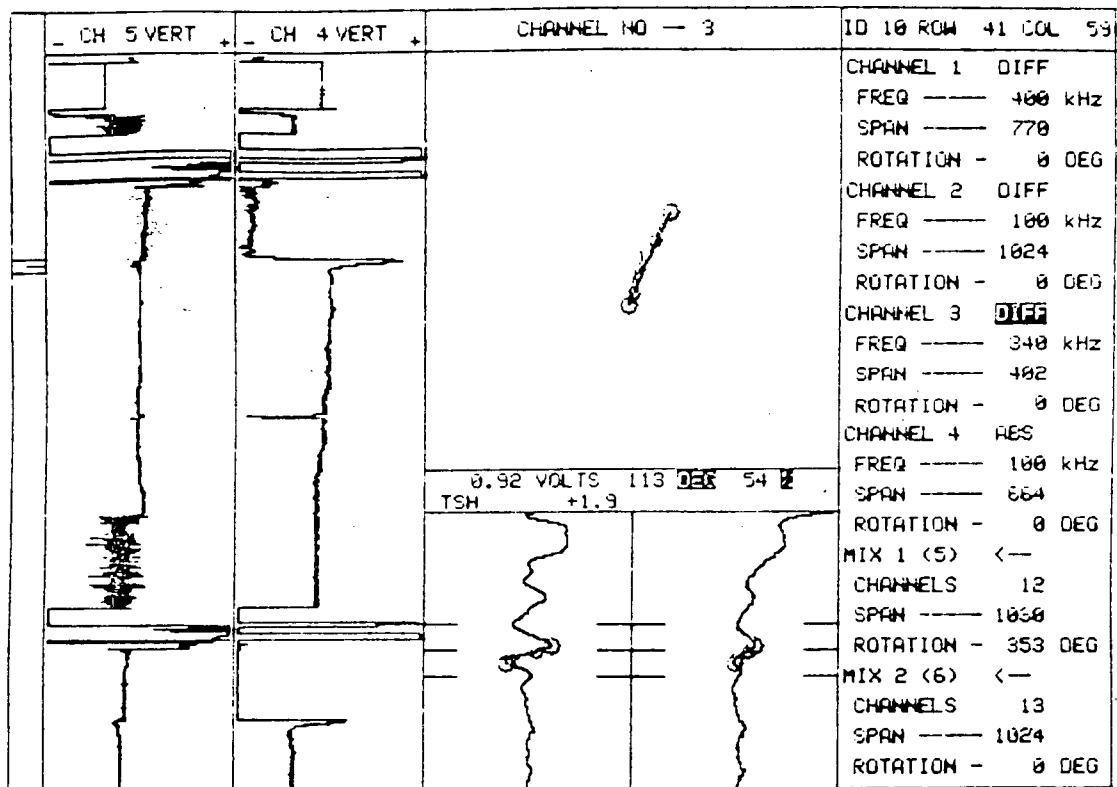 - CH 5 VERT +
- CH 4 VERT +
CHANNEL NO — 3
ID 10 ROW 41 COL 59
CHANNEL 1 DIFF
FREQ ----- 400 kHz
SPAN ----- 770
ROTATION - 0 DEG
CHANNEL 2 DIFF
FREQ ----- 100 kHz
SPAN ----- 1024
ROTATION - 0 DEG
CHANNEL 3 DIFF
FREQ ----- 340 kHz
SPAN ----- 402
ROTATION - 0 DEG
CHANNEL 4 ABS
FREQ ----- 100 kHz
SPAN ----- 664
ROTATION - 0 DEG
MIX 1 (5) <--
CHANNELS 12
SPAN ----- 1030
ROTATION - 353 DEG
MIX 2 (6) <--
CHANNELS 13
SPAN ----- 1024
ROTATION - 0 DEG
0.92 VOLTS 113 DEG 54 %
TSH +1.9